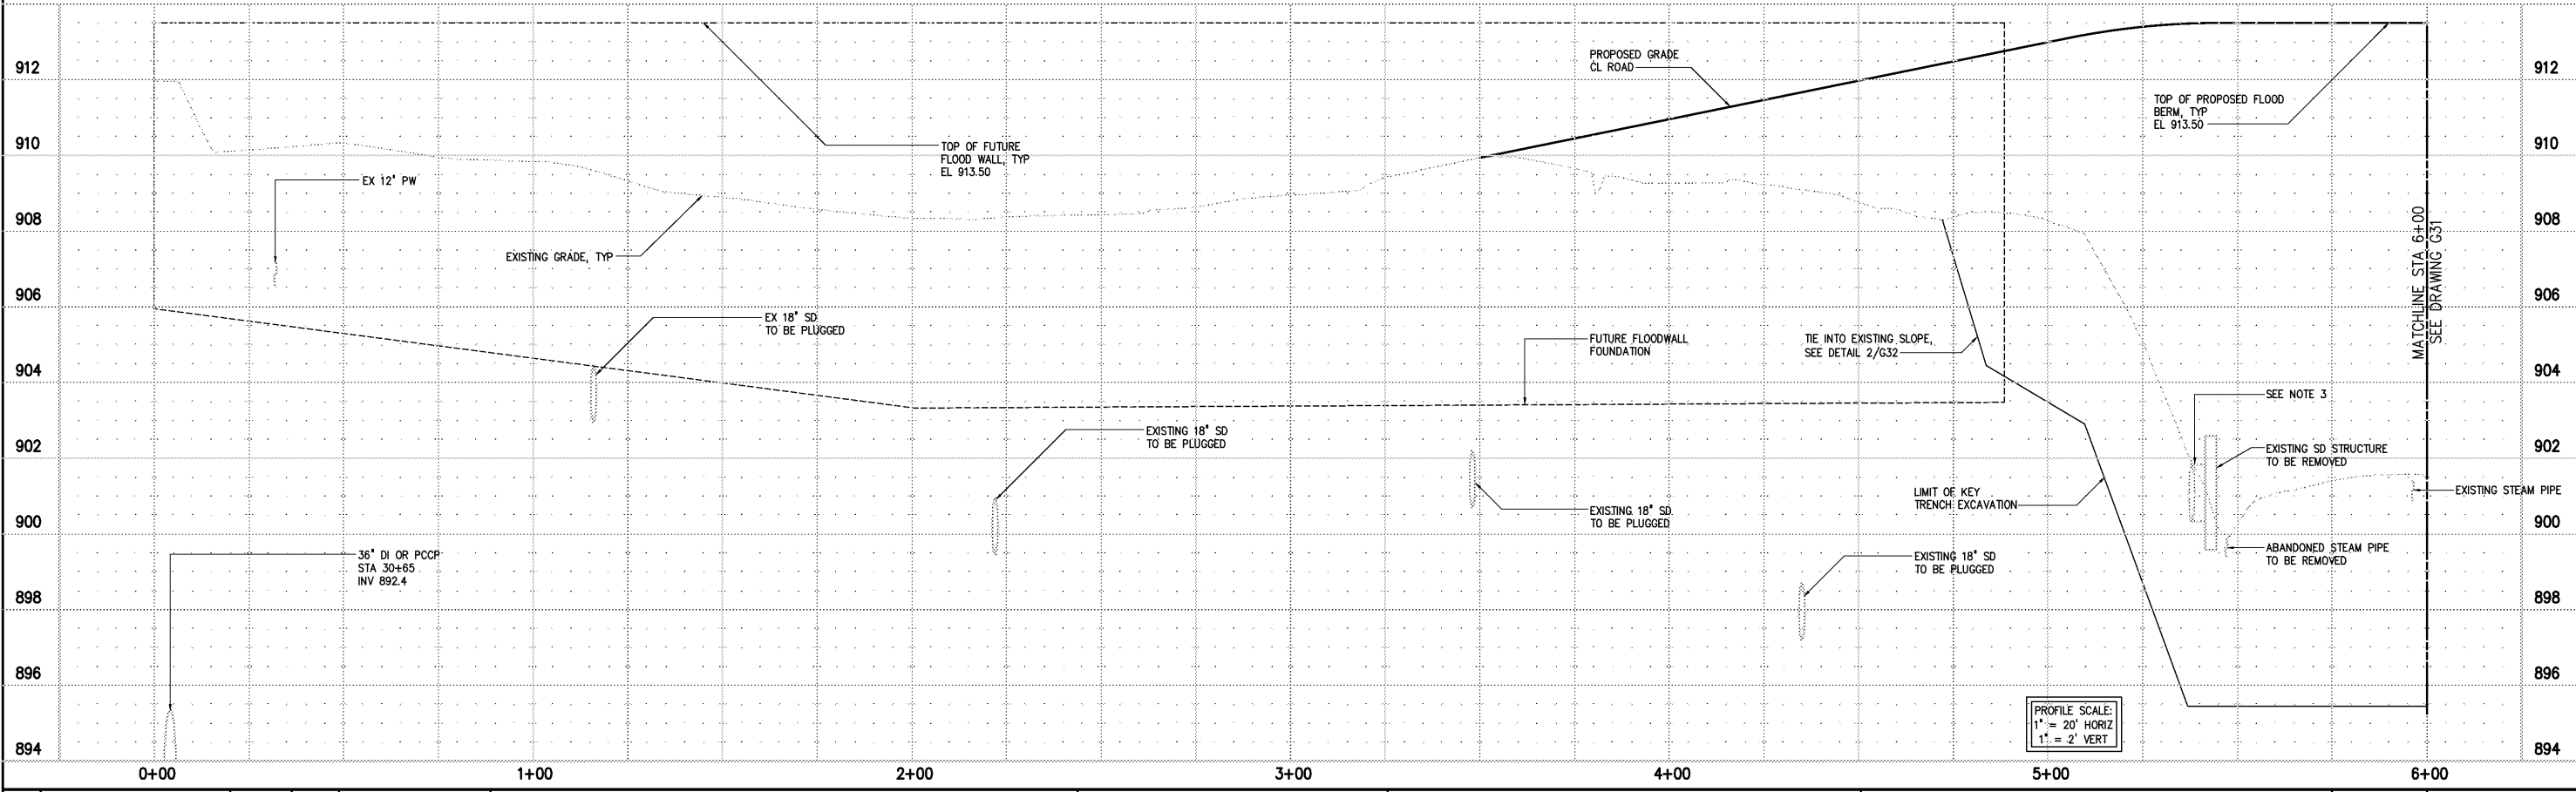 912
910
908
906
904
902
900
898
896
894
912
910
908
906
904
902
900
898
896
894
0+00
1+00
2+00
3+00
4+00
5+00
6+00
TOP OF FUTURE
FLOOD WALL, TYP
EL 913.50
EX 12" PW
EXISTING GRADE, TYP
EX 18" SD
TO BE PLUGGED
36" DI OR PCCP
STA 30+65
INV 892.4
EXISTING 18" SD
TO BE PLUGGED
EXISTING 18" SD
TO BE PLUGGED
EXISTING 18" SD
TO BE PLUGGED
PROPOSED GRADE
CL ROAD
FUTURE FLOODWALL
FOUNDATION
TIE INTO EXISTING SLOPE,
SEE DETAIL 2/G32
LIMIT OF KEY
TRENCH EXCAVATION
TOP OF PROPOSED FLOOD
BERM, TYP
EL 913.50
SEE NOTE 3
EXISTING SD STRUCTURE
TO BE REMOVED
EXISTING STEAM PIPE
ABANDONED STEAM PIPE
TO BE REMOVED
MATCHLINE STA 6+00
SEE DRAWING G31
PROFILE SCALE:
1" = 20' HORIZ
1" = 2' VERT